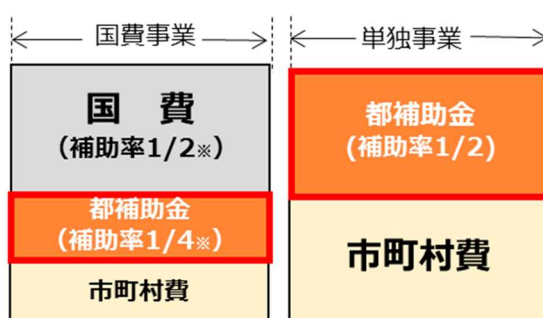 国費事業
単独事業
国 費
(補助率1/2※)
都補助金
(補助率1/4※)
市町村費
都補助金
(補助率1/2)
市町村費